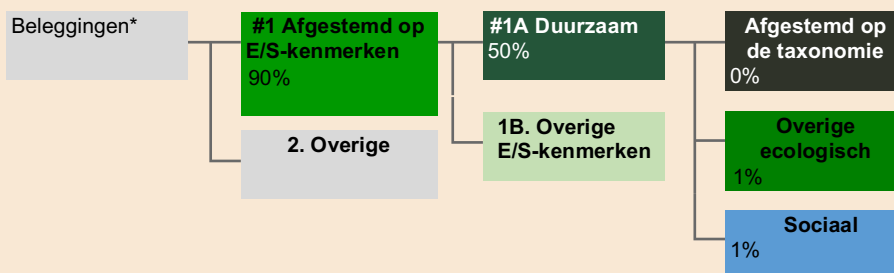 Beleggingen*
#1 Afgestemd op
E/S-kenmerken
90%
2. Overige
#1A Duurzaam
50%
1B. Overige
E/S-kenmerken
Afgestemd op
de taxonomie
0%
Overige
ecologisch
1%
Sociaal
1%